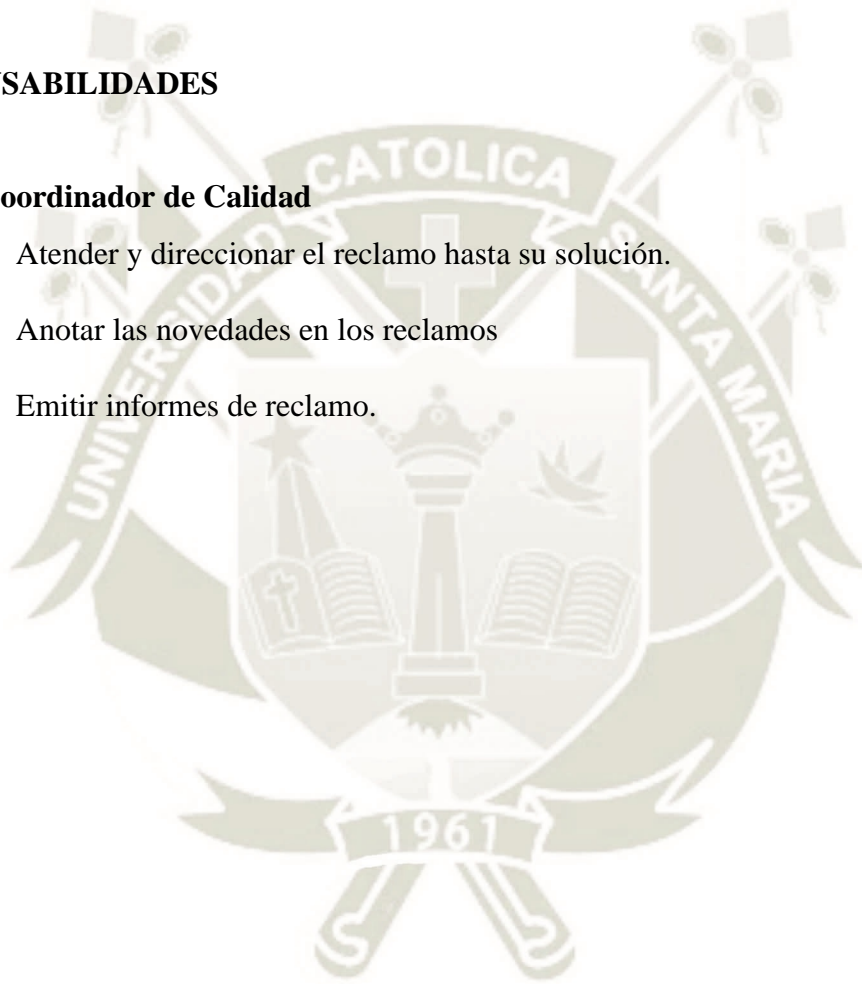 NSABILIDADES
oordinador de Calidad
Atender y direccionar el reclamo hasta su solución.
Anotar las novedades en los reclamos
Emitir informes de reclamo.
UNIVERSIDAD CATOLICA SANTA MARIA
1961